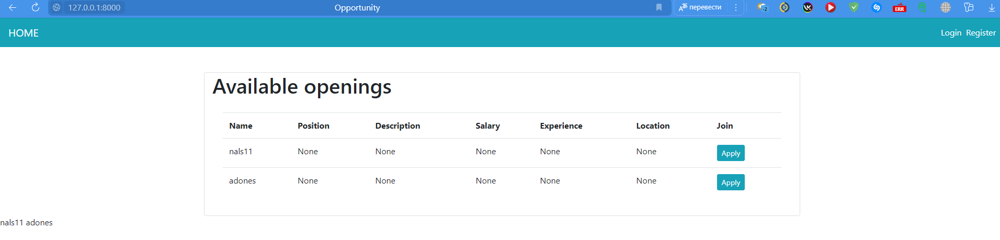 127.0.0.1:8000 Opportunity перевести -2 ERR
HOME Login Register
Available openings
Name Position Description Salary Experience Location Join
nals11 None None None None None Apply
adones None None None None None Apply
nals11 adones